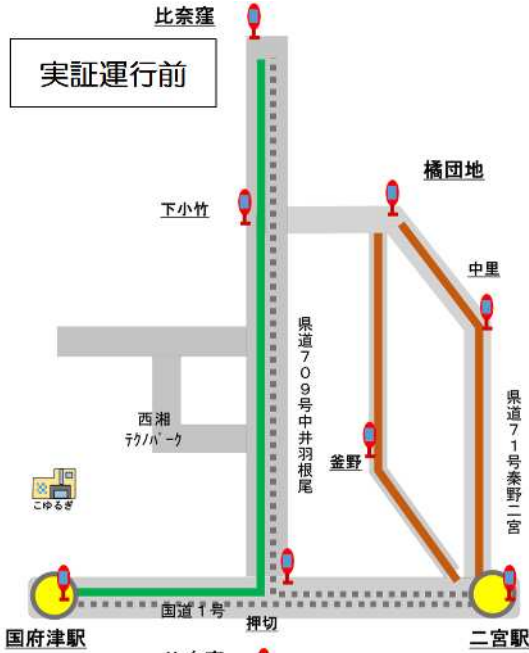 比奈窪
実証運行前
橘団地
下小竹
中里
県道709号中井羽根尾
県道71号秦野二宮
西湘
ﾃｸﾉﾊﾟｰｸ
釜野
こゆるぎ
国道1号
押切
国府津駅
二宮駅